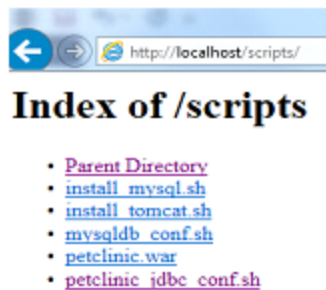 http://localhost/scripts/
Index of /scripts
Parent Directory
install_mysql.sh
install_tomcat.sh
mysqldb_conf.sh
petclinic.war
petclinic_jdbc_conf.sh